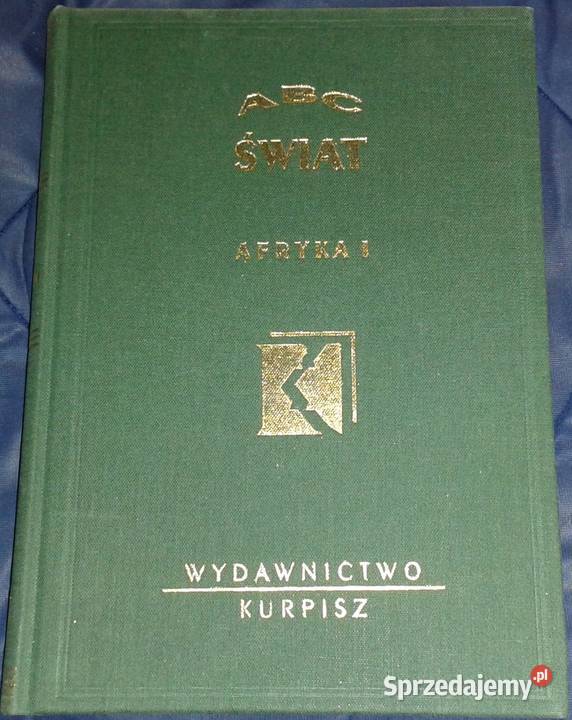 ABC
ŚWIAT
AFRYKA I
WYDAWNICTWO
KURPISZ
Sprzedajemy.pl